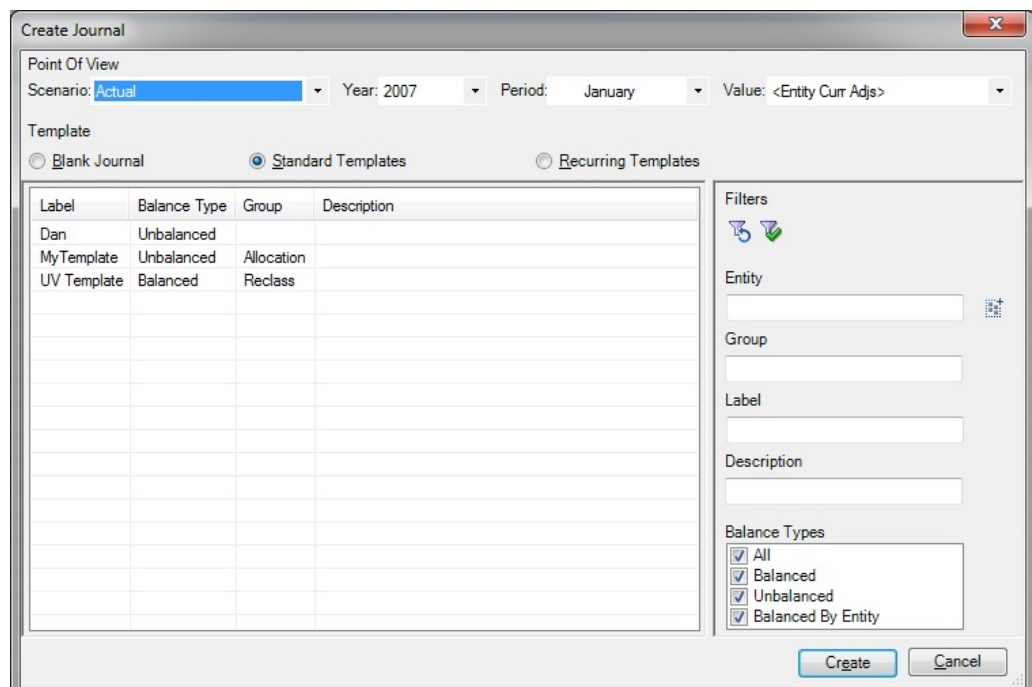 Create Journal
Point Of View
Scenario: Actual Year: 2007 Period: January Value: <Entity Curr Adjs>
Template
Blank Journal Standard Templates Recurring Templates
Label Balance Type Group Description
Dan Unbalanced
MyTemplate Unbalanced Allocation
UV Template Balanced Reclass
Filters
Entity
Group
Label
Description
Balance Types
All
Balanced
Unbalanced
Balanced By Entity
Create Cancel